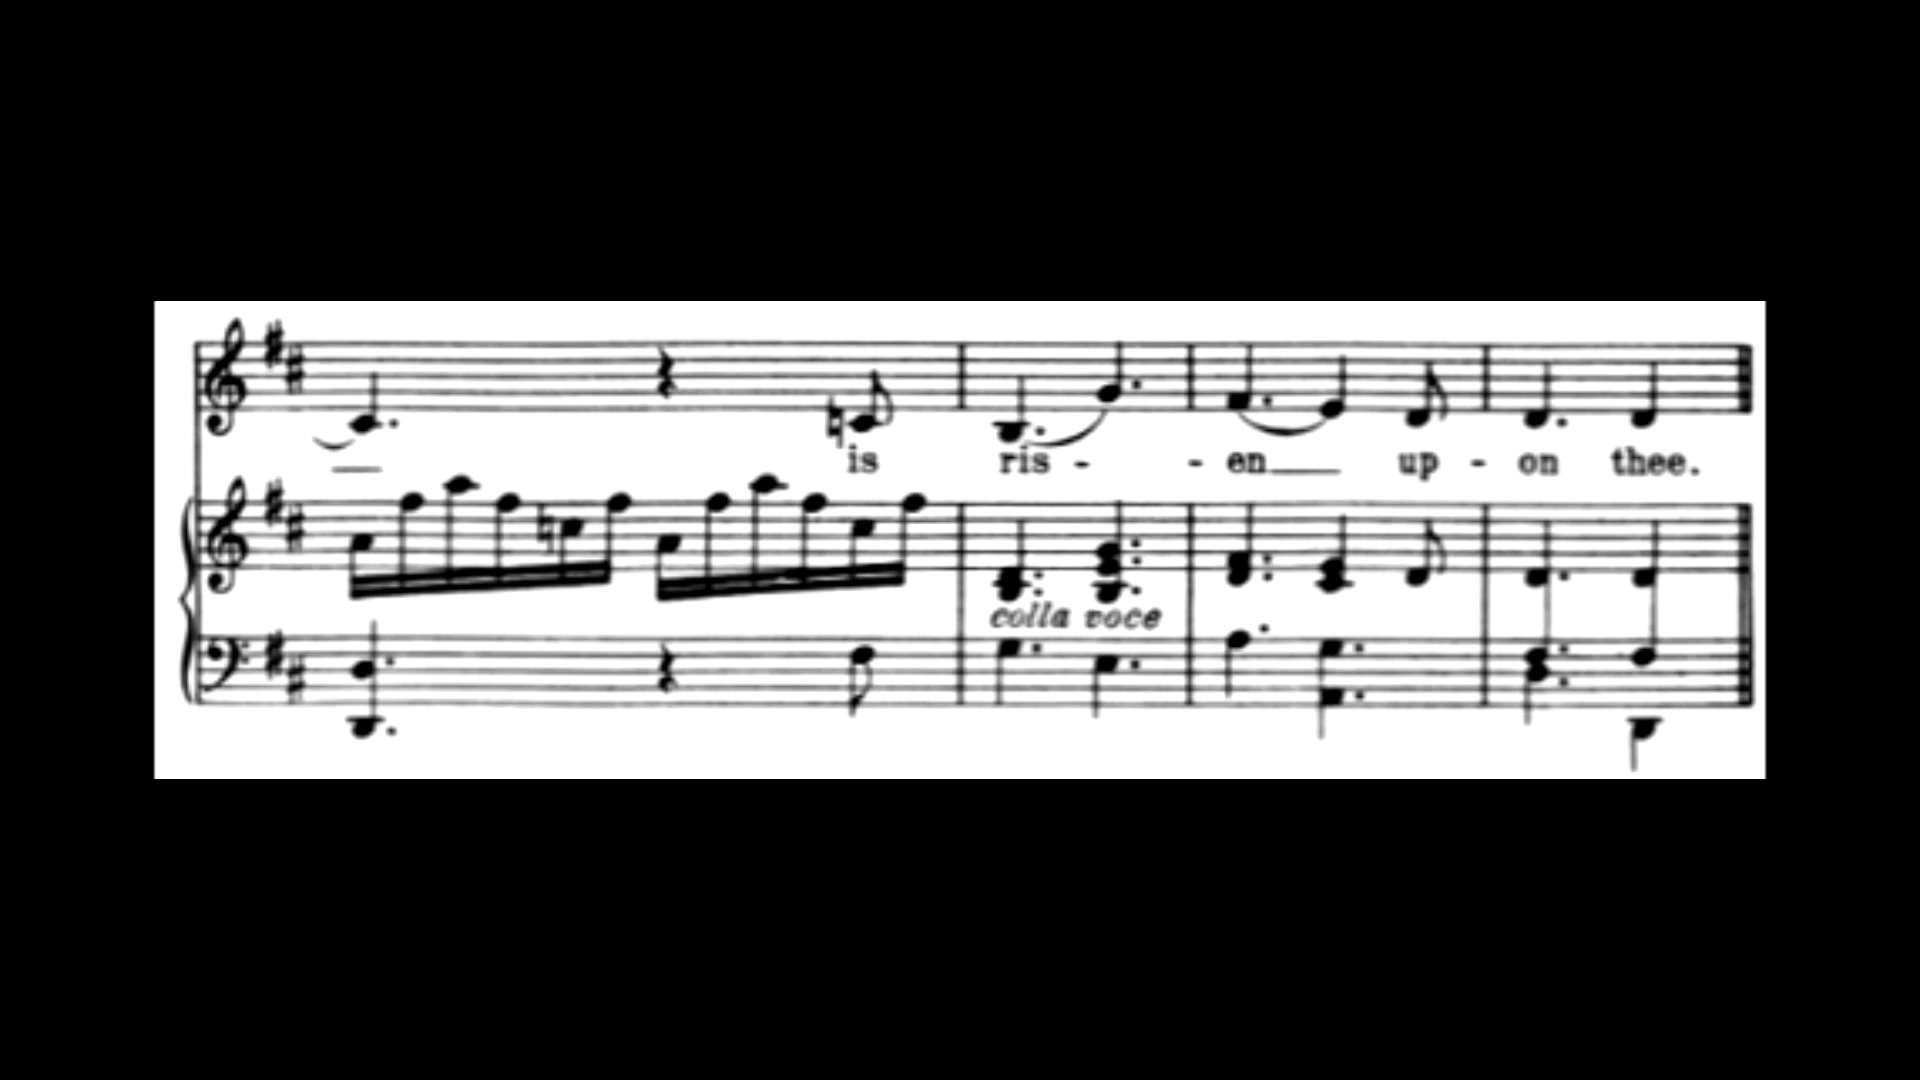 is ris - - en up - on thee.
colla voce